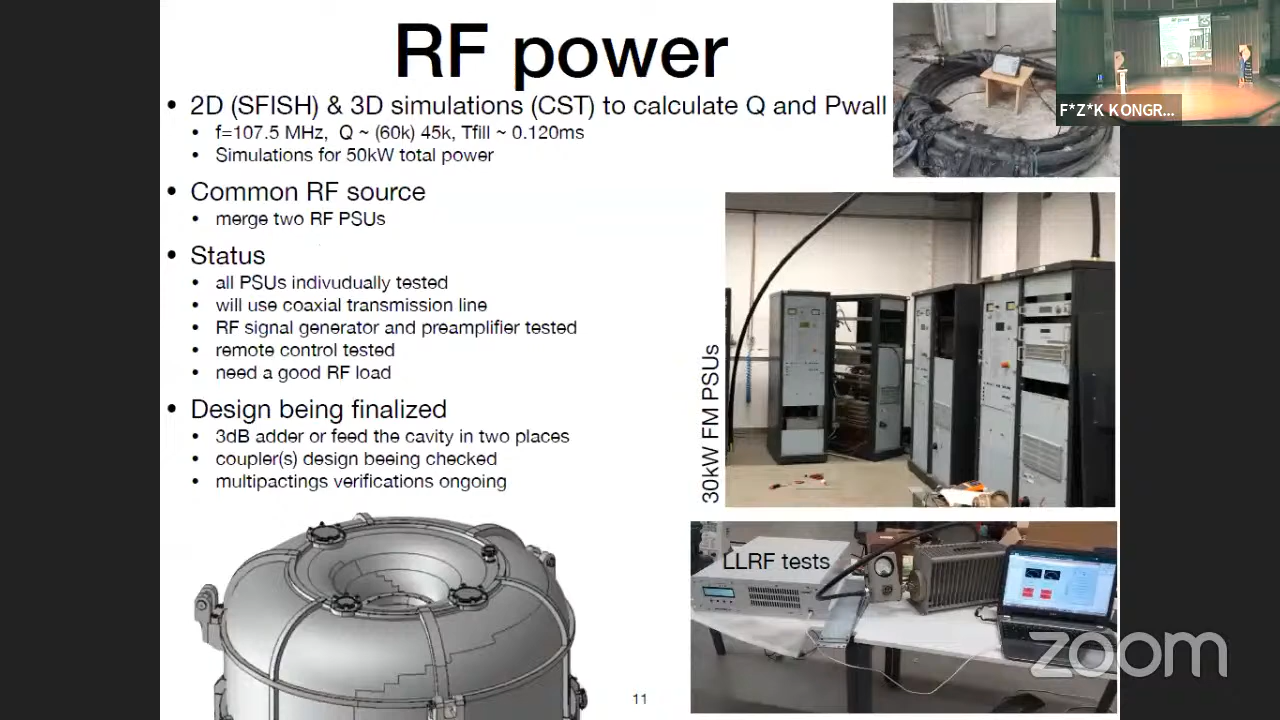 RF power
• 2D (SFISH) & 3D simulations (CST) to calculate Q and Pwall
• f=107.5 MHz, Q ~ (60k) 45k, Tfill ~ 0.120ms
• Simulations for 50kW total power
• Common RF source
• merge two RF PSUs
• Status
• all PSUs indivudually tested
• will use coaxial transmission line
• RF signal generator and preamplifier tested
• remote control tested
• need a good RF load
• Design being finalized
• 3dB adder or feed the cavity in two places
• coupler(s) design beeing checked
• multipactings verifications ongoing
11
F*Z*K KONGR...
30kW FM PSUs
LLRF tests
zoom